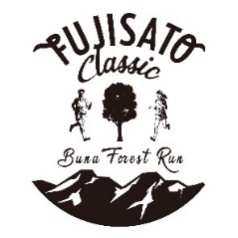 FUJISATO
Classic
Buna Forest Run